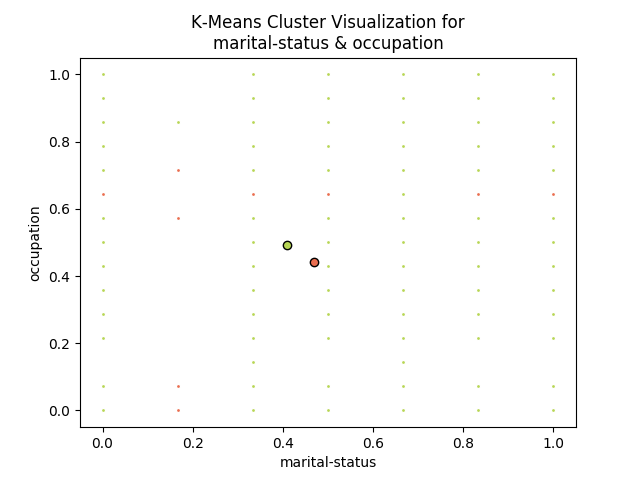 K-Means Cluster Visualization for
marital-status & occupation
1.0
0.8
0.6
0.4
0.2
0.0
occupation
0.0 0.2 0.4 0.6 0.8 1.0
marital-status